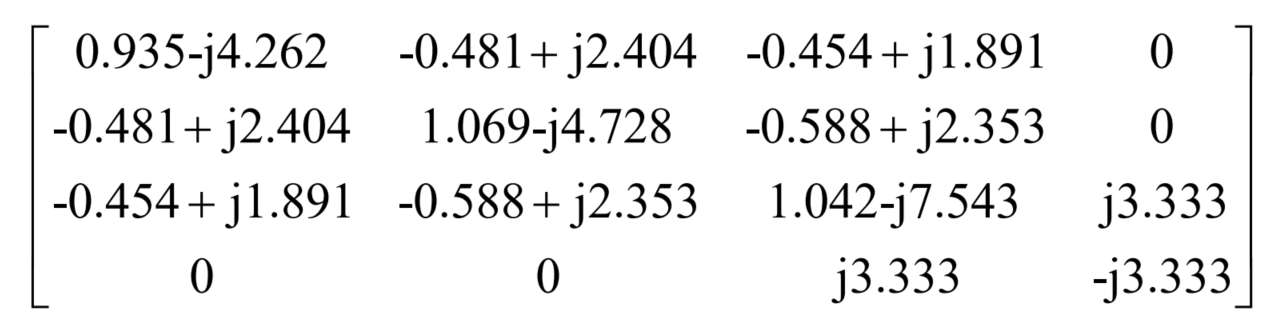 0.935-j4.262 -0.481+ j2.404 -0.454+ j1.891 0
-0.481+ j2.404 1.069-j4.728 -0.588+ j2.353 0
-0.454+ j1.891 -0.588+ j2.353 1.042-j7.543 j3.333
0 0 j3.333 -j3.333